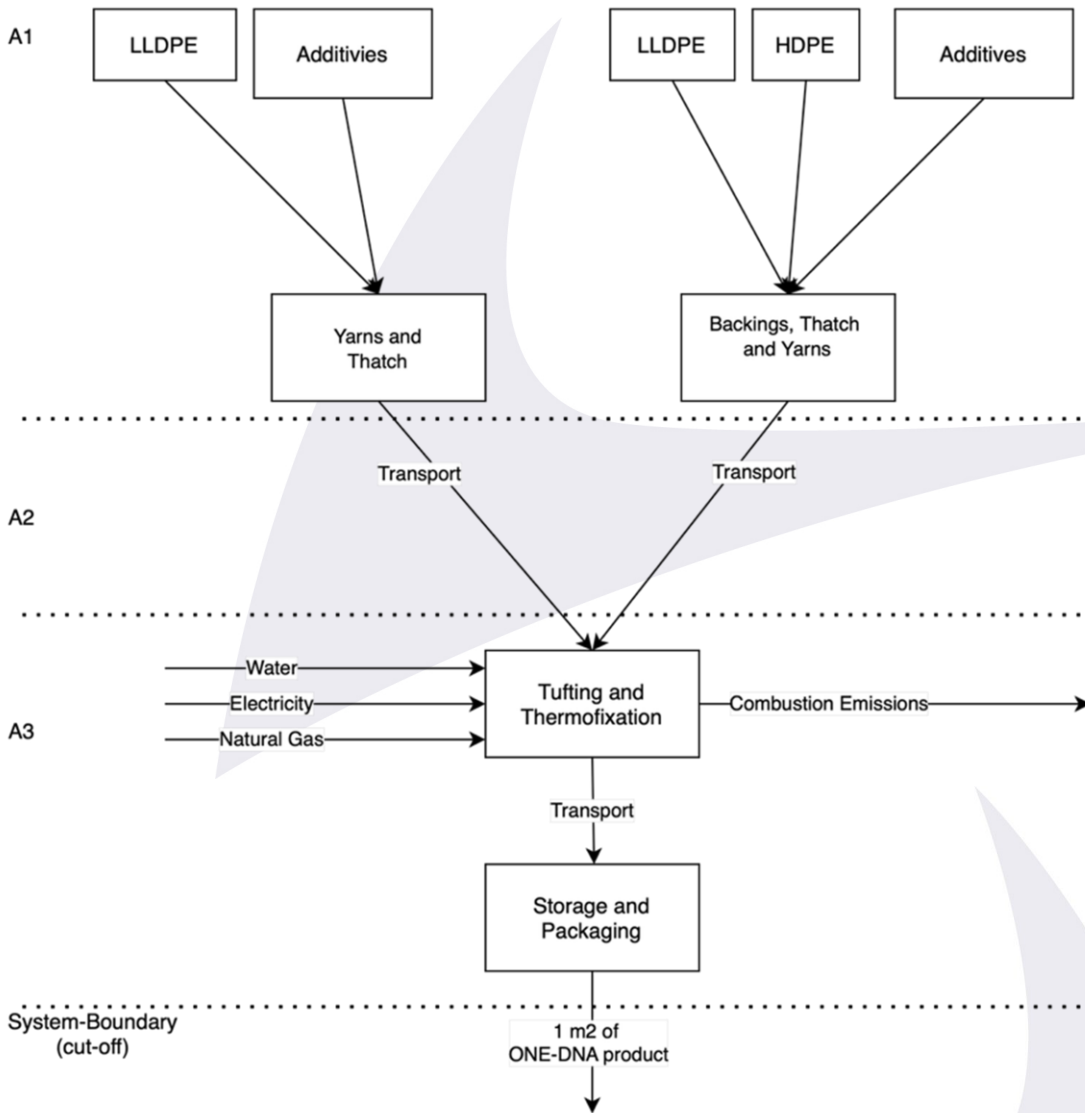 A1
LLDPE
Additivies
LLDPE
HDPE
Additives
Yarns and
Thatch
Backings, Thatch
and Yarns
Transport
Transport
A2
Water
Electricity
Natural Gas
A3
Tufting and
Thermofixation
Combustion Emissions
Transport
Storage and
Packaging
System-Boundary
(cut-off)
1 m2 of
ONE-DNA product